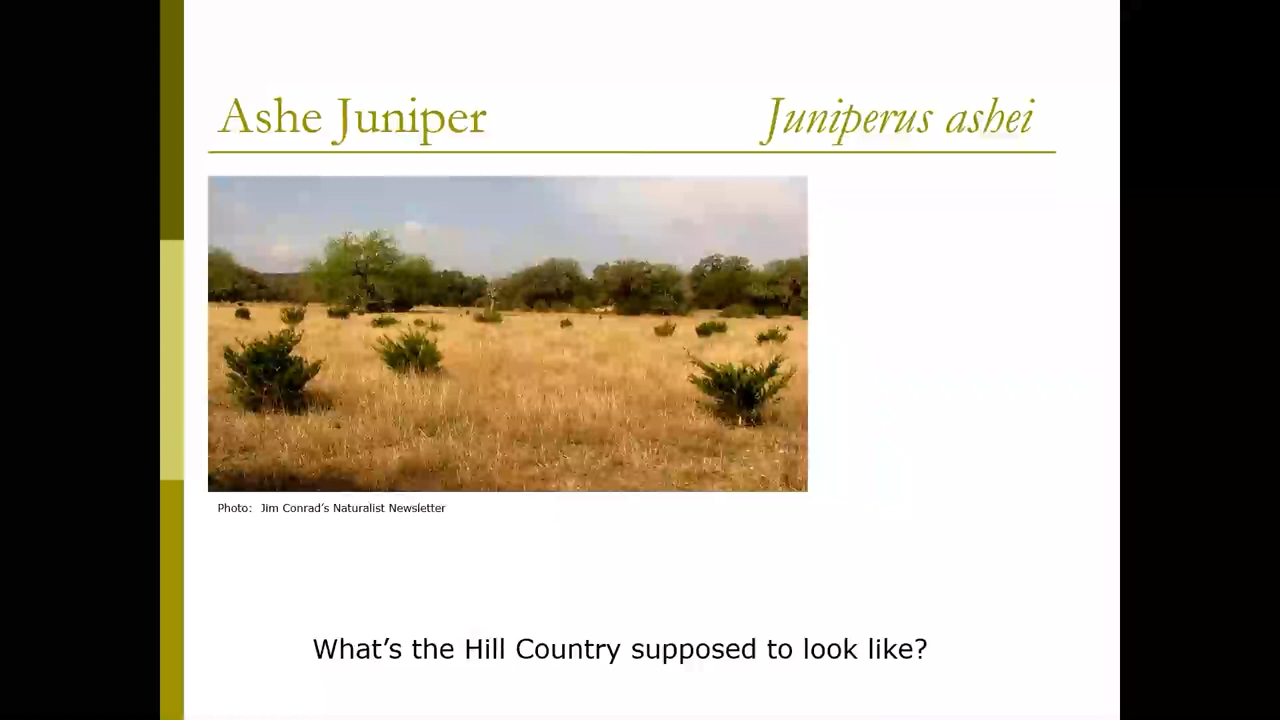 Ashe Juniper Juniperus ashei
Photo: Jim Conrad's Naturalist Newsletter
What's the Hill Country supposed to look like?